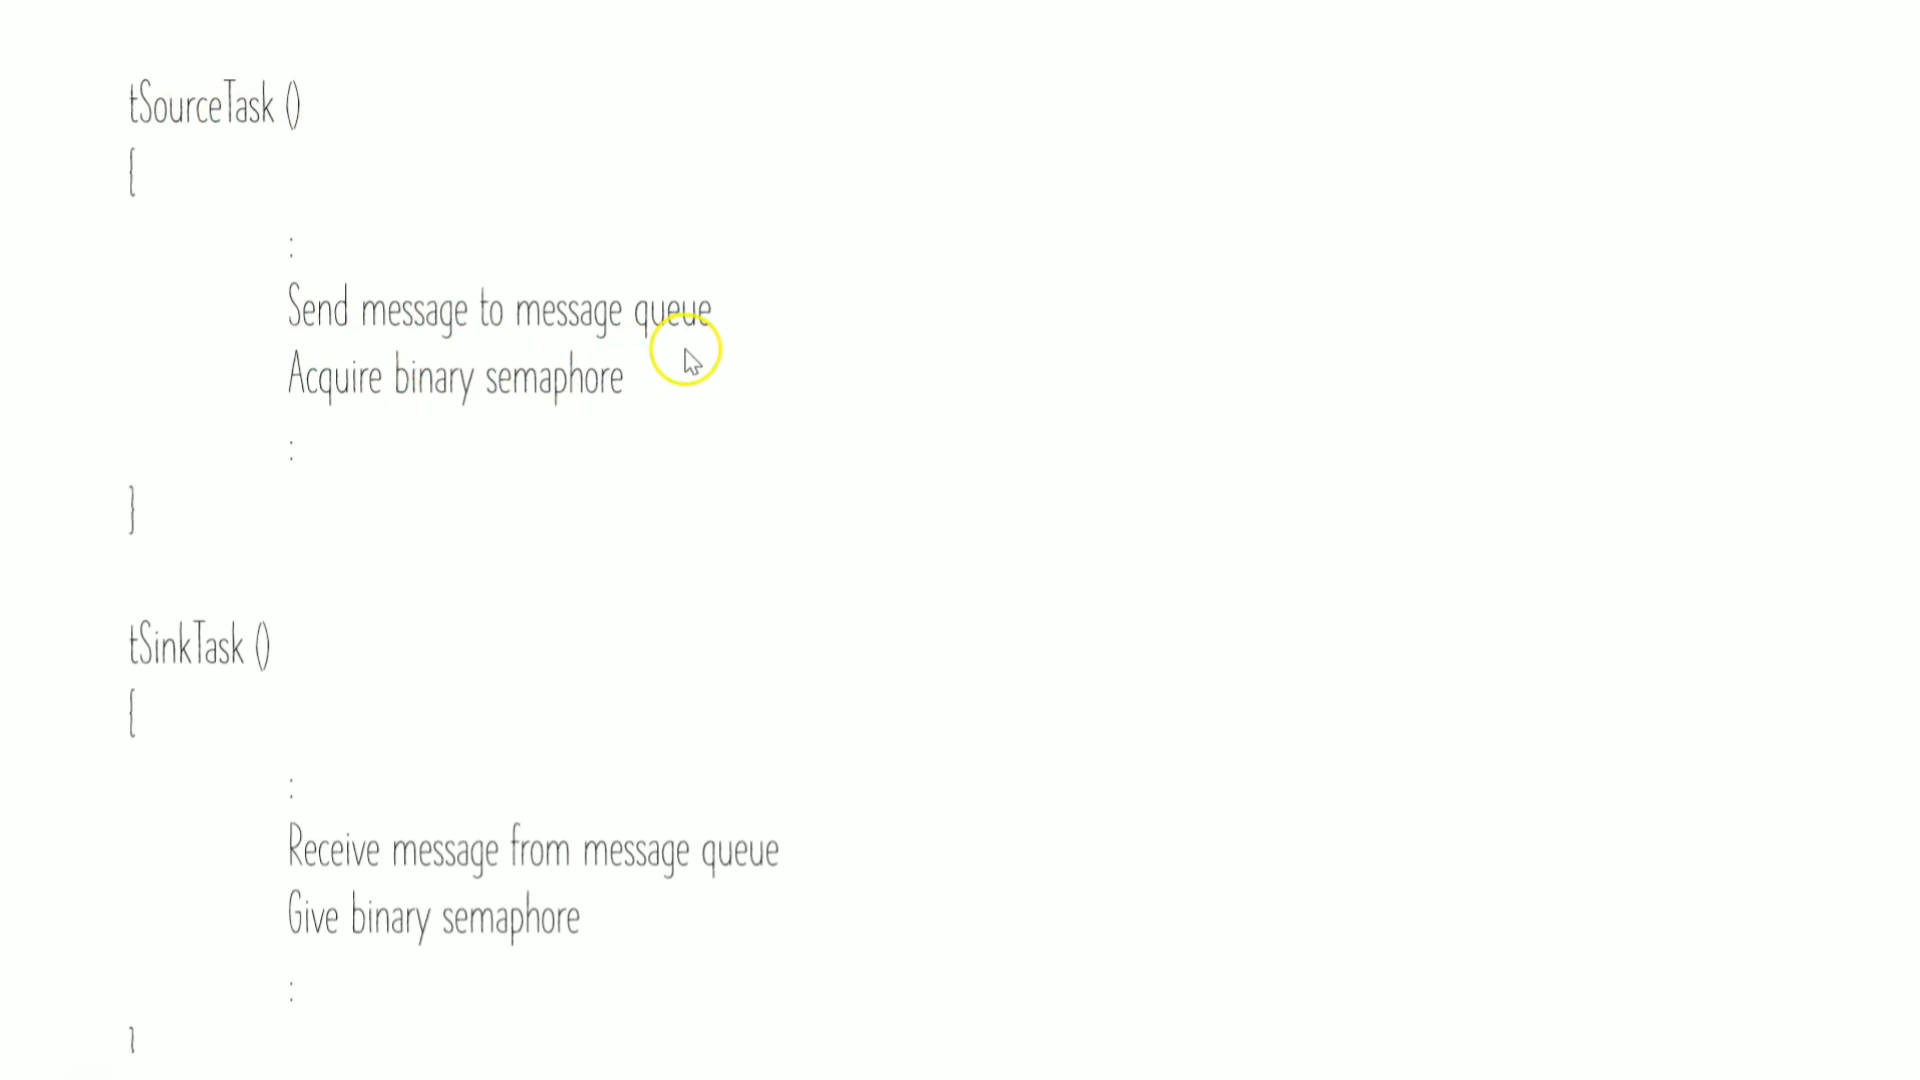 tSourceTask ()
{
:
Send message to message queue
Acquire binary semaphore
:
}
tSinkTask ()
{
:
Receive message from message queue
Give binary semaphore
:
}